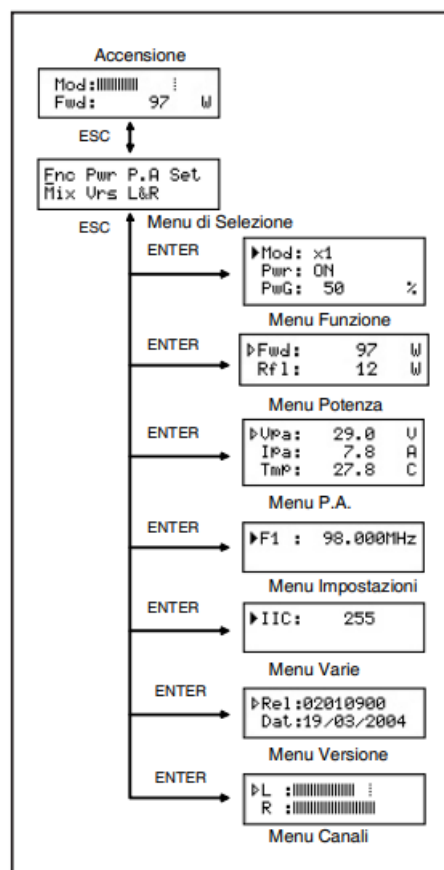 Accensione
Mod:
Fwd: 97 W
ESC
Fnc Pwr P.A Set
Mix Vrs L&R
ESC
Menu di Selezione
ENTER
Mod: x1
Pwr: ON
PwG: 50 %
Menu Funzione
ENTER
Fwd: 97 W
Rfl: 12 W
Menu Potenza
ENTER
Vpa: 29.0 V
Ipa: 7.8 A
Tmp: 27.8 C
Menu P.A.
ENTER
F1 : 98.000MHz
Menu Impostazioni
ENTER
IIC: 255
Menu Varie
ENTER
Rel:02010900
Dat:19/03/2004
Menu Versione
ENTER
L :
R :
Menu Canali